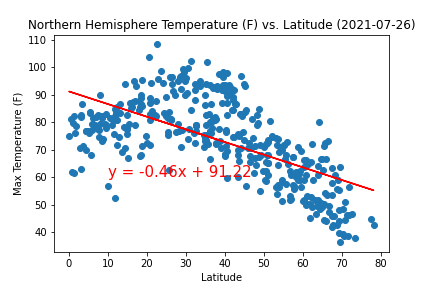 Northern Hemisphere Temperature (F) vs. Latitude (2021-07-26)
110
100
90
80
70
60
50
40
Max Temperature (F)
y = -0.46x + 91.22
0 10 20 30 40 50 60 70 80
Latitude